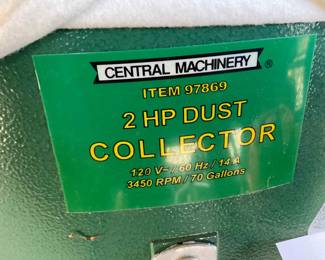 CENTRAL MACHINERY ®
ITEM 97869
2 HP DUST
COLLECTOR
120 V~ / 60 Hz / 14 A
3450 RPM / 70 Gallons